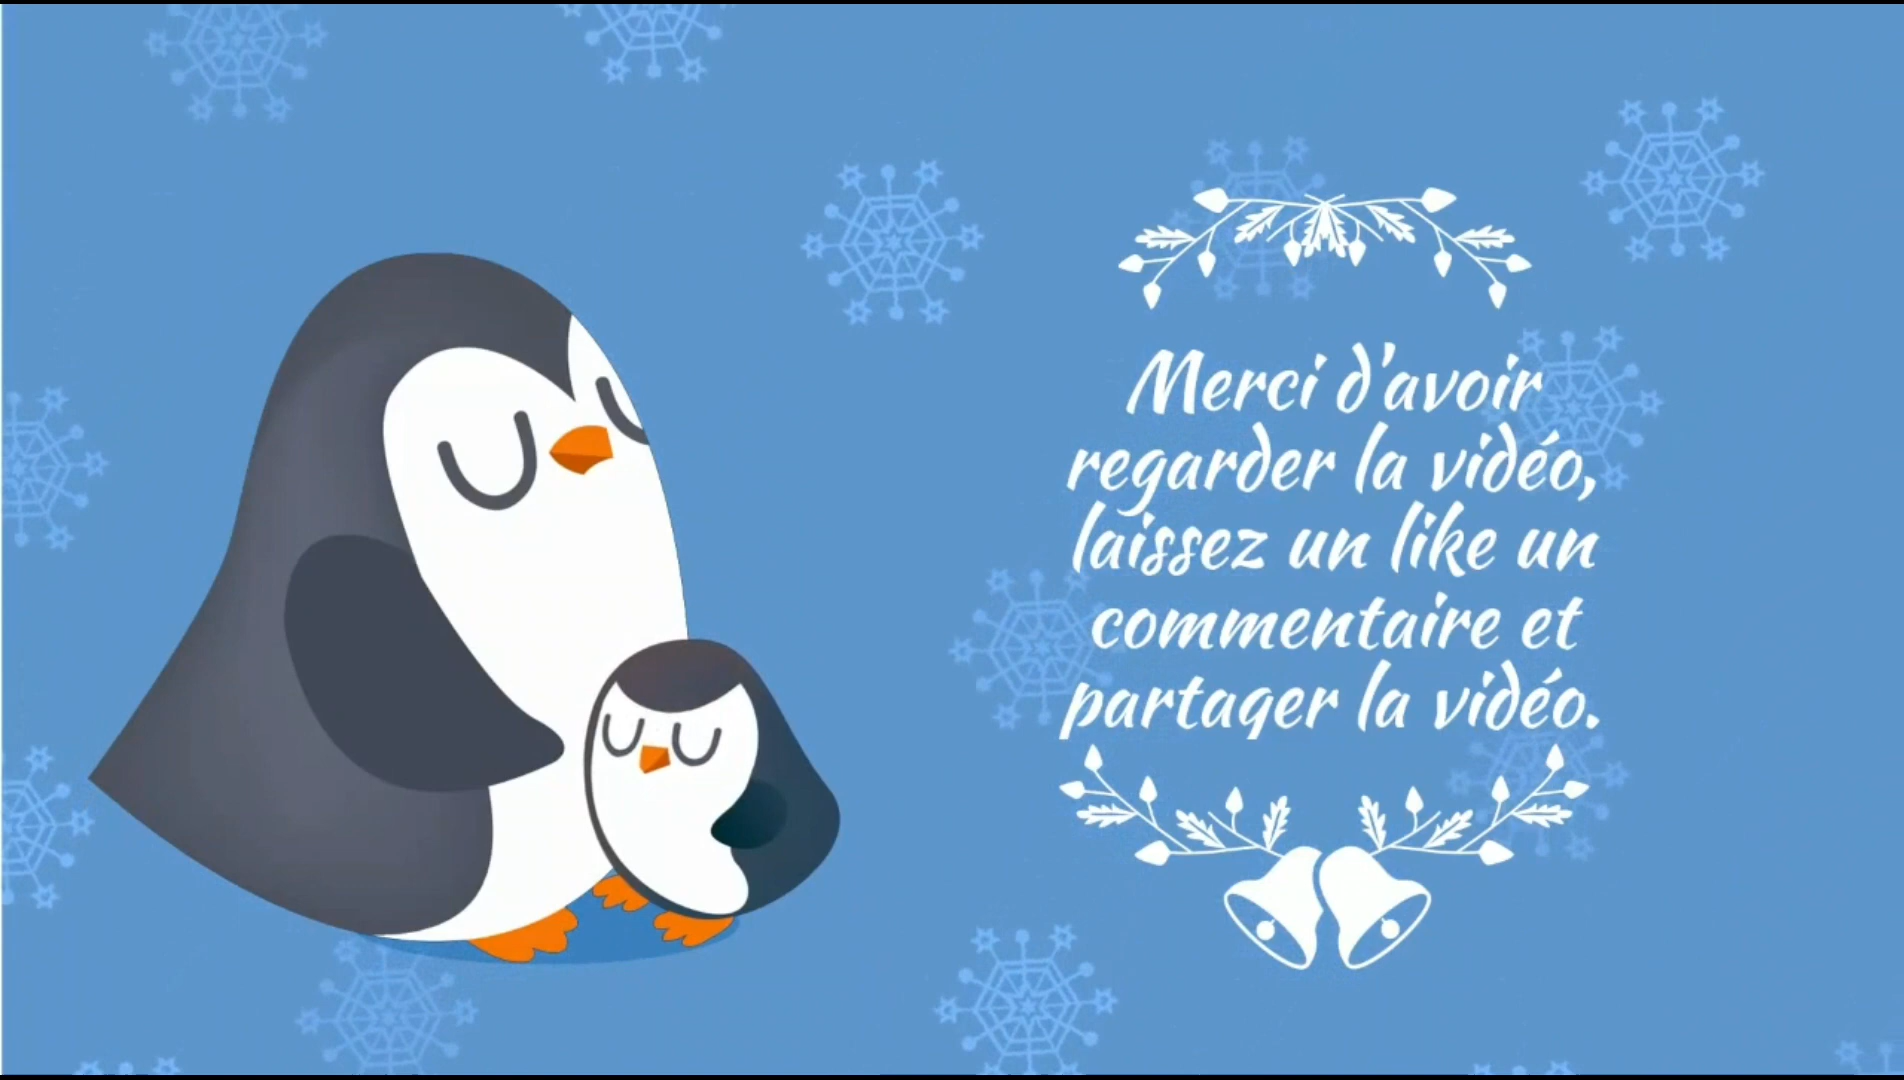 Merci d'avoir
regarder la vidéo,
laissez un like un
commentaire et
partager la vidéo.